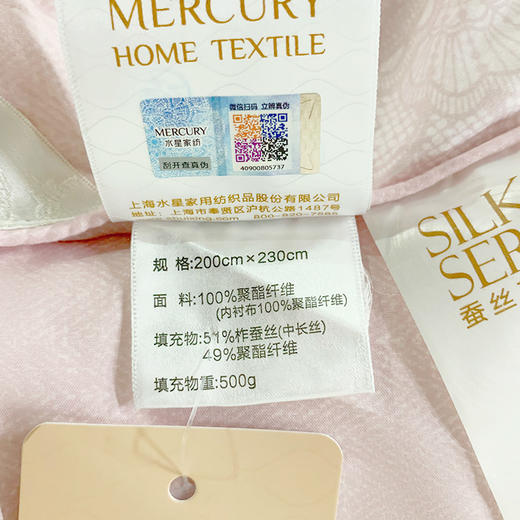 MERCURY
HOME TEXTILE
微信扫码 立辨真伪
MERCURY
水星家纺
刮开查真伪
40900805737
上海水星家用纺织品股份有限公司
地址：上海市奉贤区沪杭公路1487号
规 格:200cm×230cm
面 料:100%聚酯纤维
(内衬布100%聚酯纤维)
填充物:51%柞蚕丝(中长丝)
49%聚酯纤维
填充物重:500g
SILK
SER
蚕丝